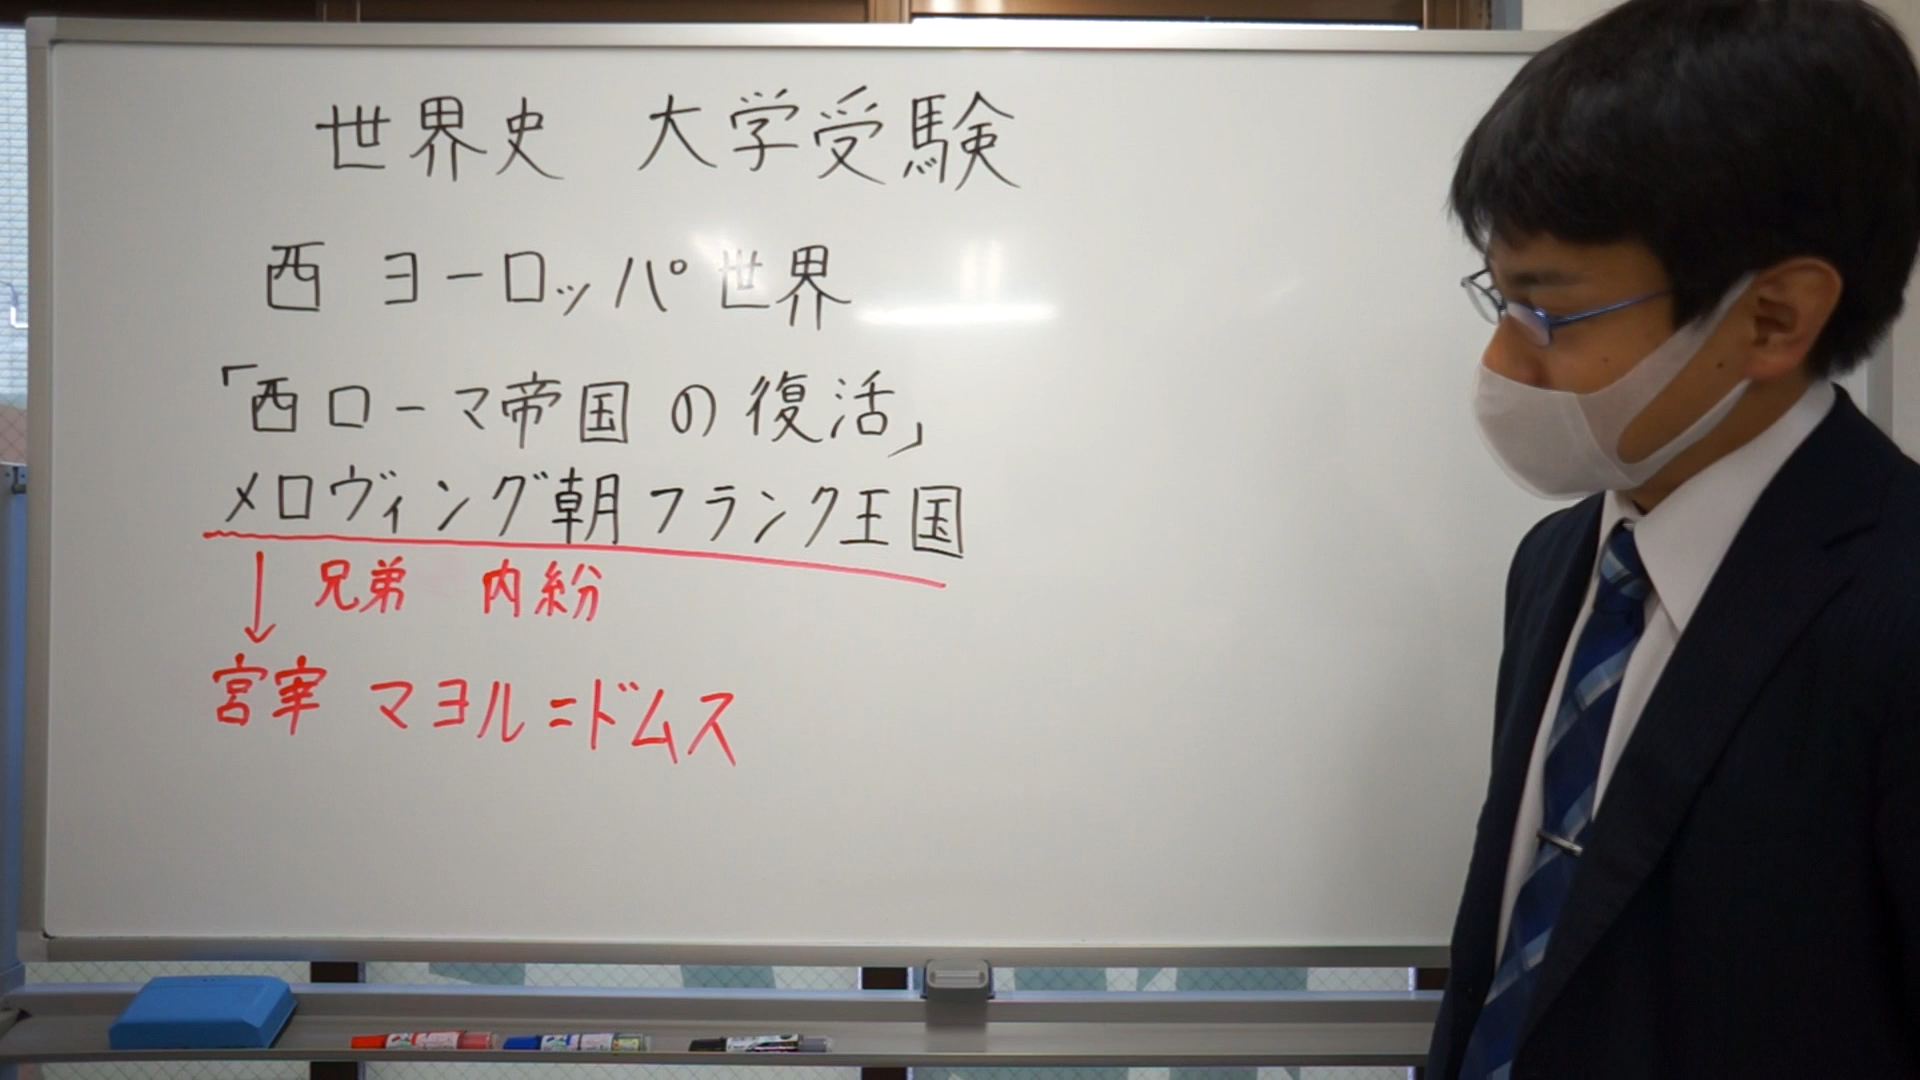 世界史 大学受験
西 ヨーロッパ世界
「西ローマ帝国の復活」
メロヴィング朝フランク王国
兄弟 内紛
宮宰 マヨル=ドムス